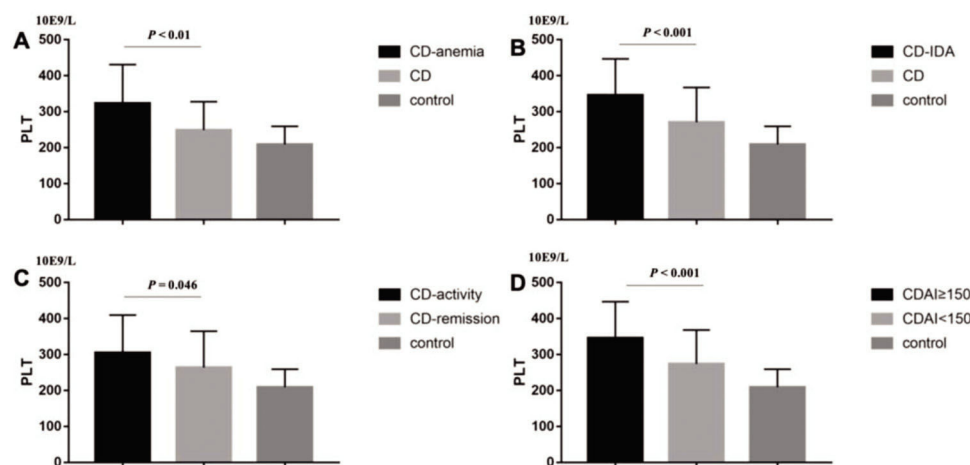 A
10E9/L
500
400
300
200
100
0
PLT
P < 0.01
CD-anemia
CD
control
B
10E9/L
500
400
300
200
100
0
PLT
P < 0.001
CD-IDA
CD
control
C
10E9/L
500
400
300
200
100
0
PLT
P = 0.046
CD-activity
CD-remission
control
D
10E9/L
500
400
300
200
100
0
PLT
P < 0.001
CDAI≥150
CDAI<150
control